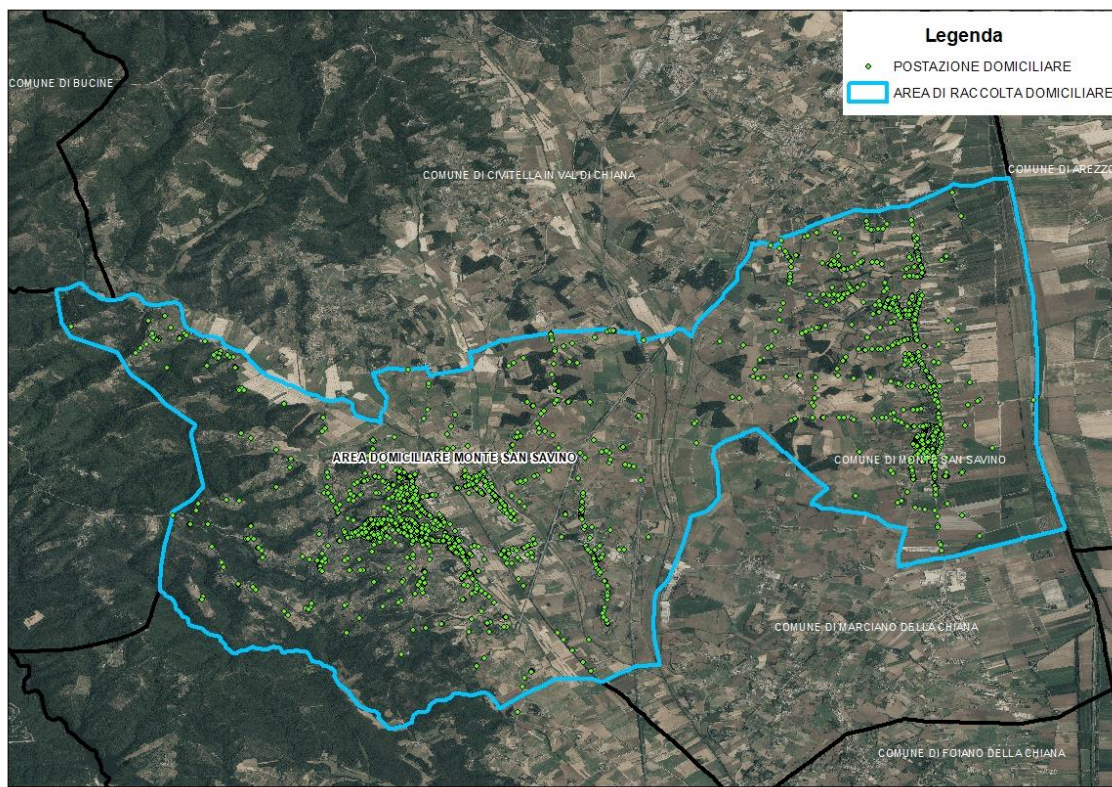 Legenda
POSTAZIONE DOMICILIARE
AREA DI RACCOLTA DOMICILIARE
COMUNE DI BUCINE
COMUNE DI CIVITELLA IN VAL DI CHIANA
COMUNE DI AREZZO
AREA DOMICILIARE MONTE SAN SAVINO
COMUNE DI MONTE SAN SAVINO
COMUNE DI MARCIANO DELLA CHIANA
COMUNE DI FOIANO DELLA CHIANA